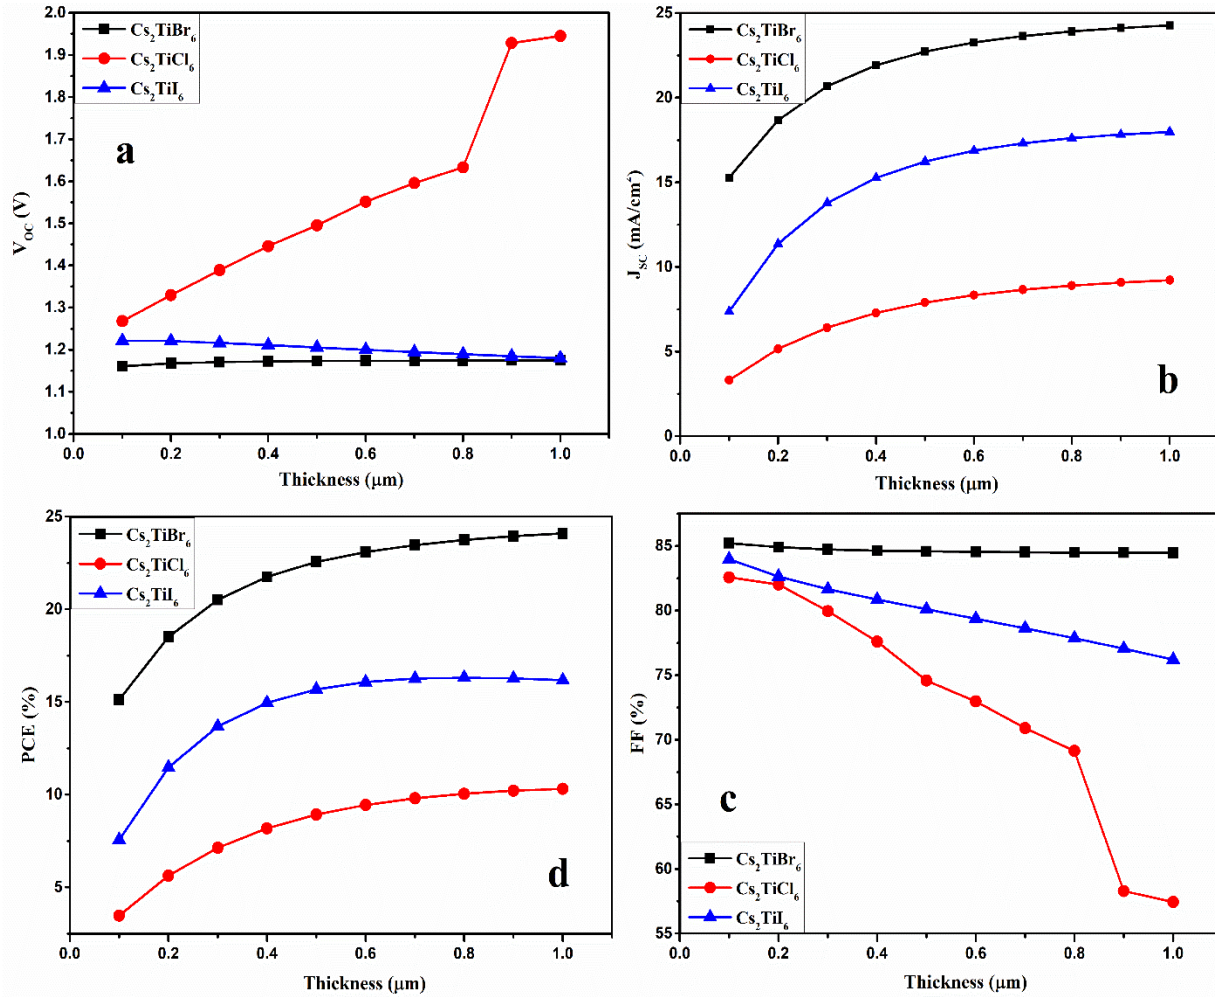 2.0
1.9
1.8
1.7
1.6
1.5
1.4
1.3
1.2
1.1
1.0
V_OC (V)
Cs₂TiBr₆
Cs₂TiCl₆
Cs₂TiI₆
a
0.0 0.2 0.4 0.6 0.8 1.0
Thickness (μm)
25
20
15
10
5
0
J_SC (mA/cm²)
Cs₂TiBr₆
Cs₂TiCl₆
Cs₂TiI₆
b
0.0 0.2 0.4 0.6 0.8 1.0
Thickness (μm)
25
20
15
10
5
PCE (%)
Cs₂TiBr₆
Cs₂TiCl₆
Cs₂TiI₆
d
0.0 0.2 0.4 0.6 0.8 1.0
Thickness (μm)
85
80
75
70
65
60
55
FF (%)
c
Cs₂TiBr₆
Cs₂TiCl₆
Cs₂TiI₆
0.0 0.2 0.4 0.6 0.8 1.0
Thickness (μm)